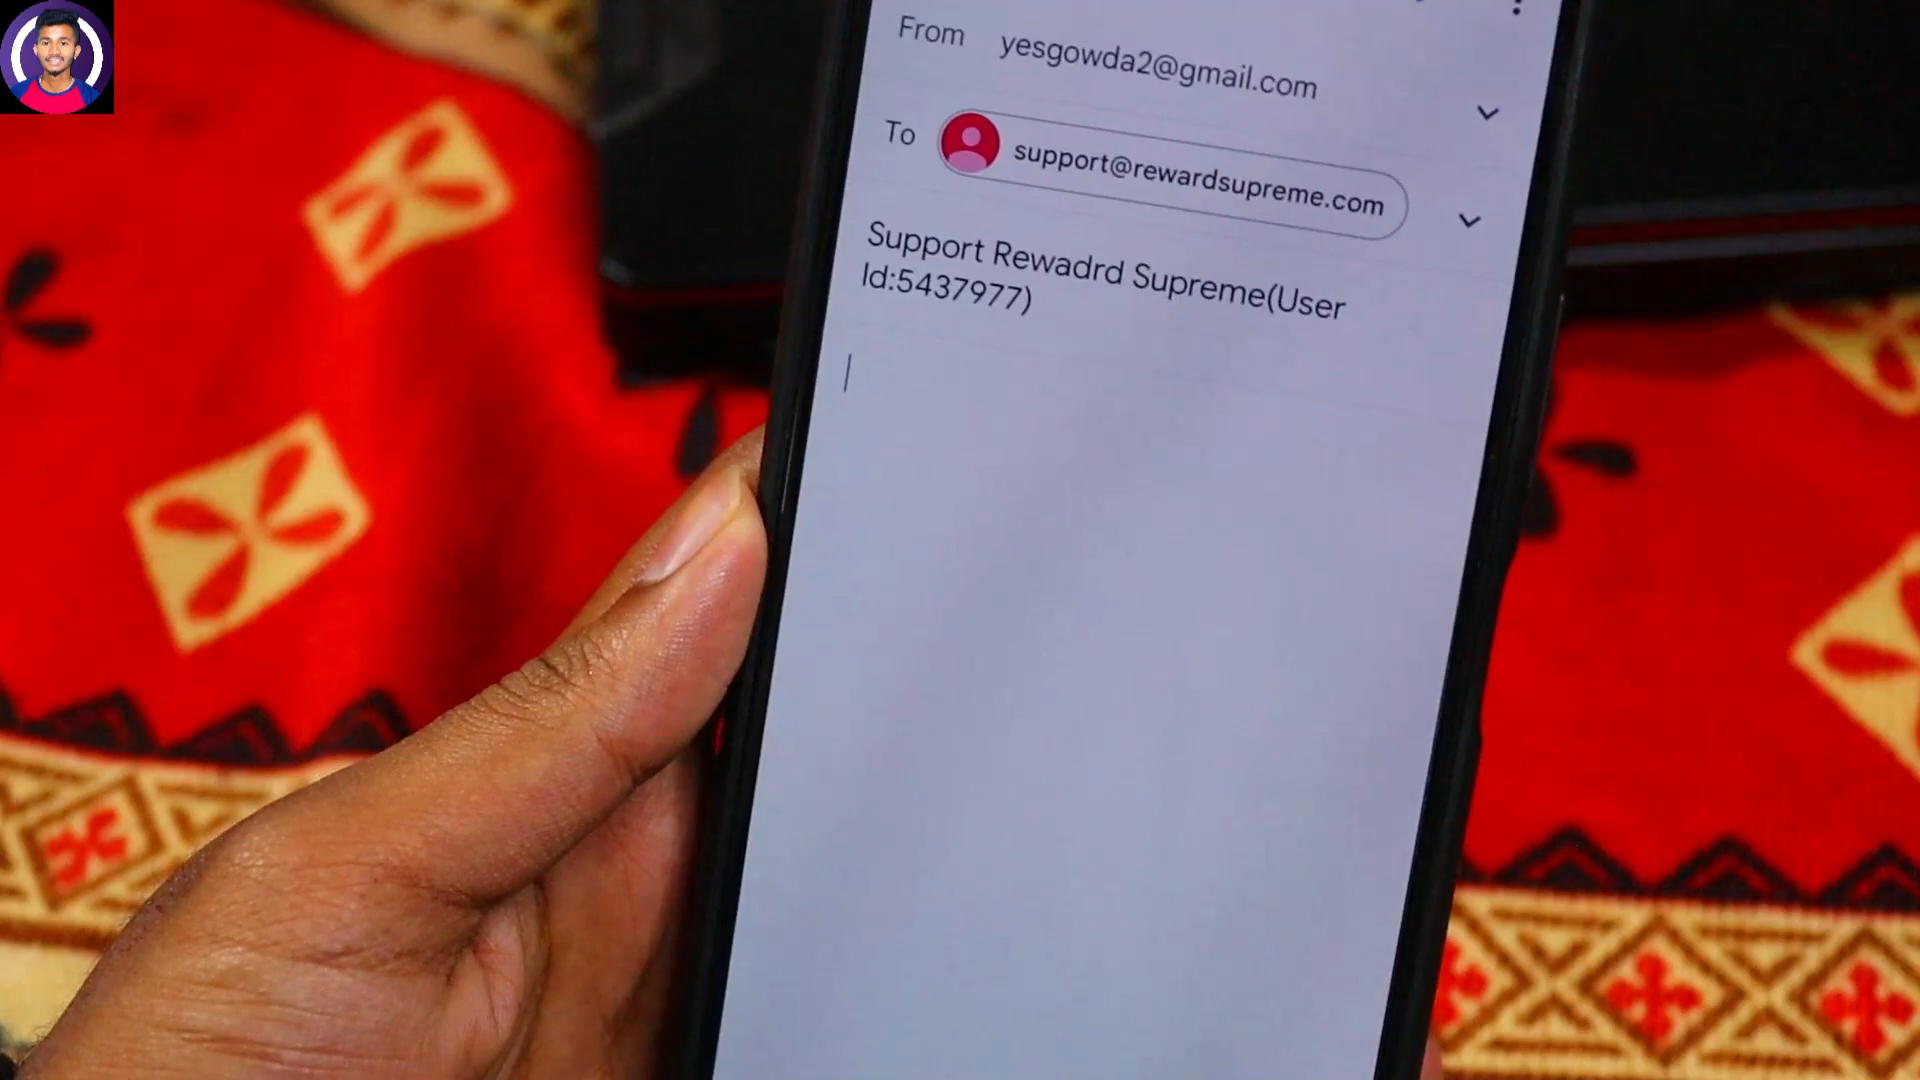 From yesgowda2@gmail.com
To support@rewardsupreme.com
Support Rewadrd Supreme(User
Id:5437977)